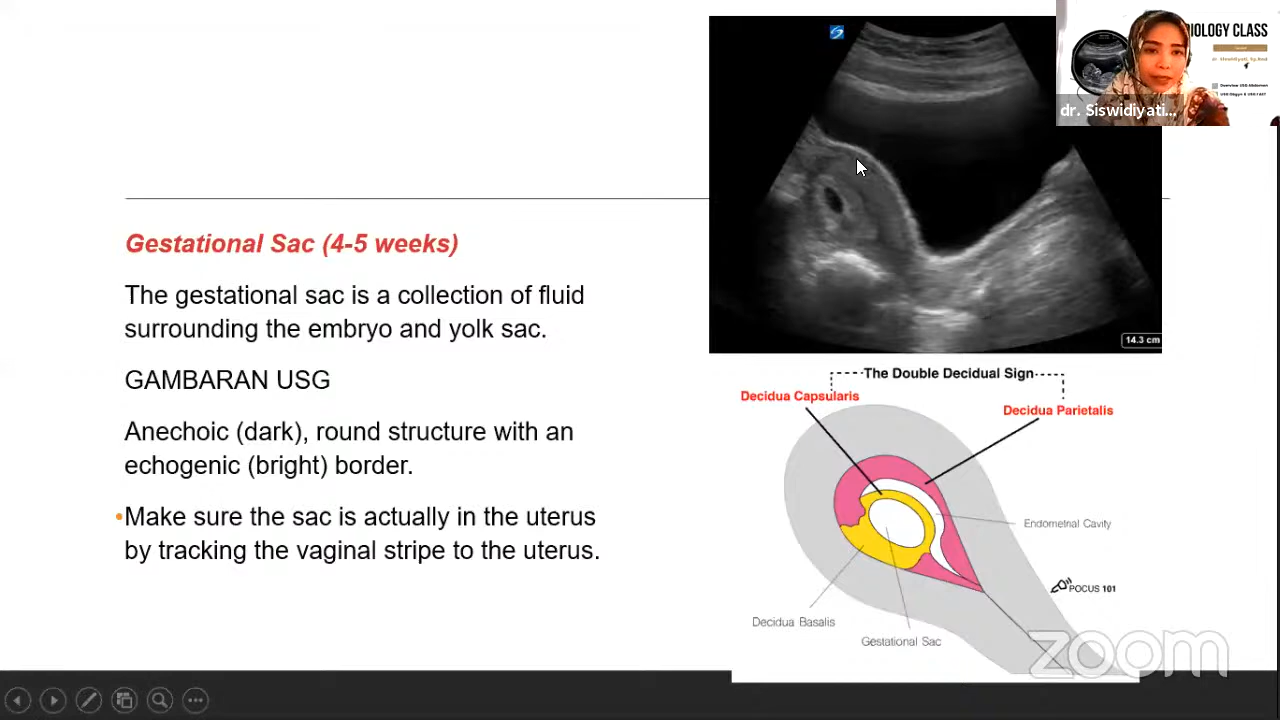 Gestational Sac (4-5 weeks)
The gestational sac is a collection of fluid
surrounding the embryo and yolk sac.
GAMBARAN USG
Anechoic (dark), round structure with an
echogenic (bright) border.
•Make sure the sac is actually in the uterus
by tracking the vaginal stripe to the uterus.
14.3 cm
The Double Decidual Sign
Decidua Capsularis
Decidua Parietalis
Endometrial Cavity
POCUS 101
Decidua Basalis
Gestational Sac
zoom
IOLOGY CLASS
Overview USG Abdomen
dr. Siswidiyati...